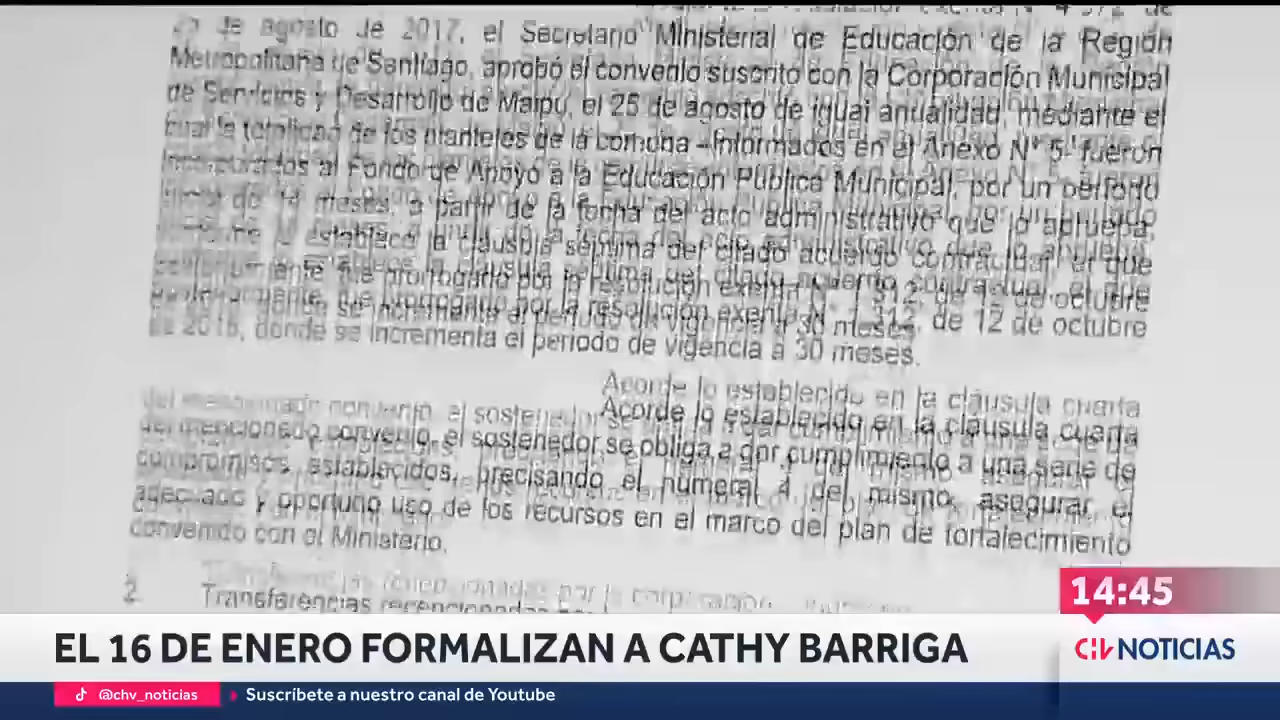 25 de agosto de 2017, el Secretario Ministerial de Educación de la Región
Metropolitana de Santiago, aprobó el convenio suscrito con la Corporación Municipal
de Servicios y Desarrollo de Maipú, el 25 de agosto de igual anualidad, mediante el
cual la totalidad de los planteles de la comuna -informados en el Anexo N° 5- fueron
incorporados al Fondo de Apoyo a la Educación Pública Municipal, por un período
meses, a partir de la fecha del acto administrativo que lo aprueba,
establece la cláusula séptima del citado acuerdo contractual, el que
fue prorrogado por la resolución exenta N° de 12 de octubre
donde se incrementa el período de vigencia a 30 meses.
Acorde lo establecido en la cláusula cuarta
del mencionado convenio, el sostenedor se obliga a dar cumplimiento a una serie de
compromisos establecidos, precisando el numeral 4 del mismo, asegurar el
adecuado y oportuno uso de los recursos en el marco del plan de fortalecimiento
convenido con el Ministerio.
2. Transferencias recepcionadas por la corporación
14:45
EL 16 DE ENERO FORMALIZAN A CATHY BARRIGA
CHV NOTICIAS
@chv_noticias
Suscríbete a nuestro canal de Youtube